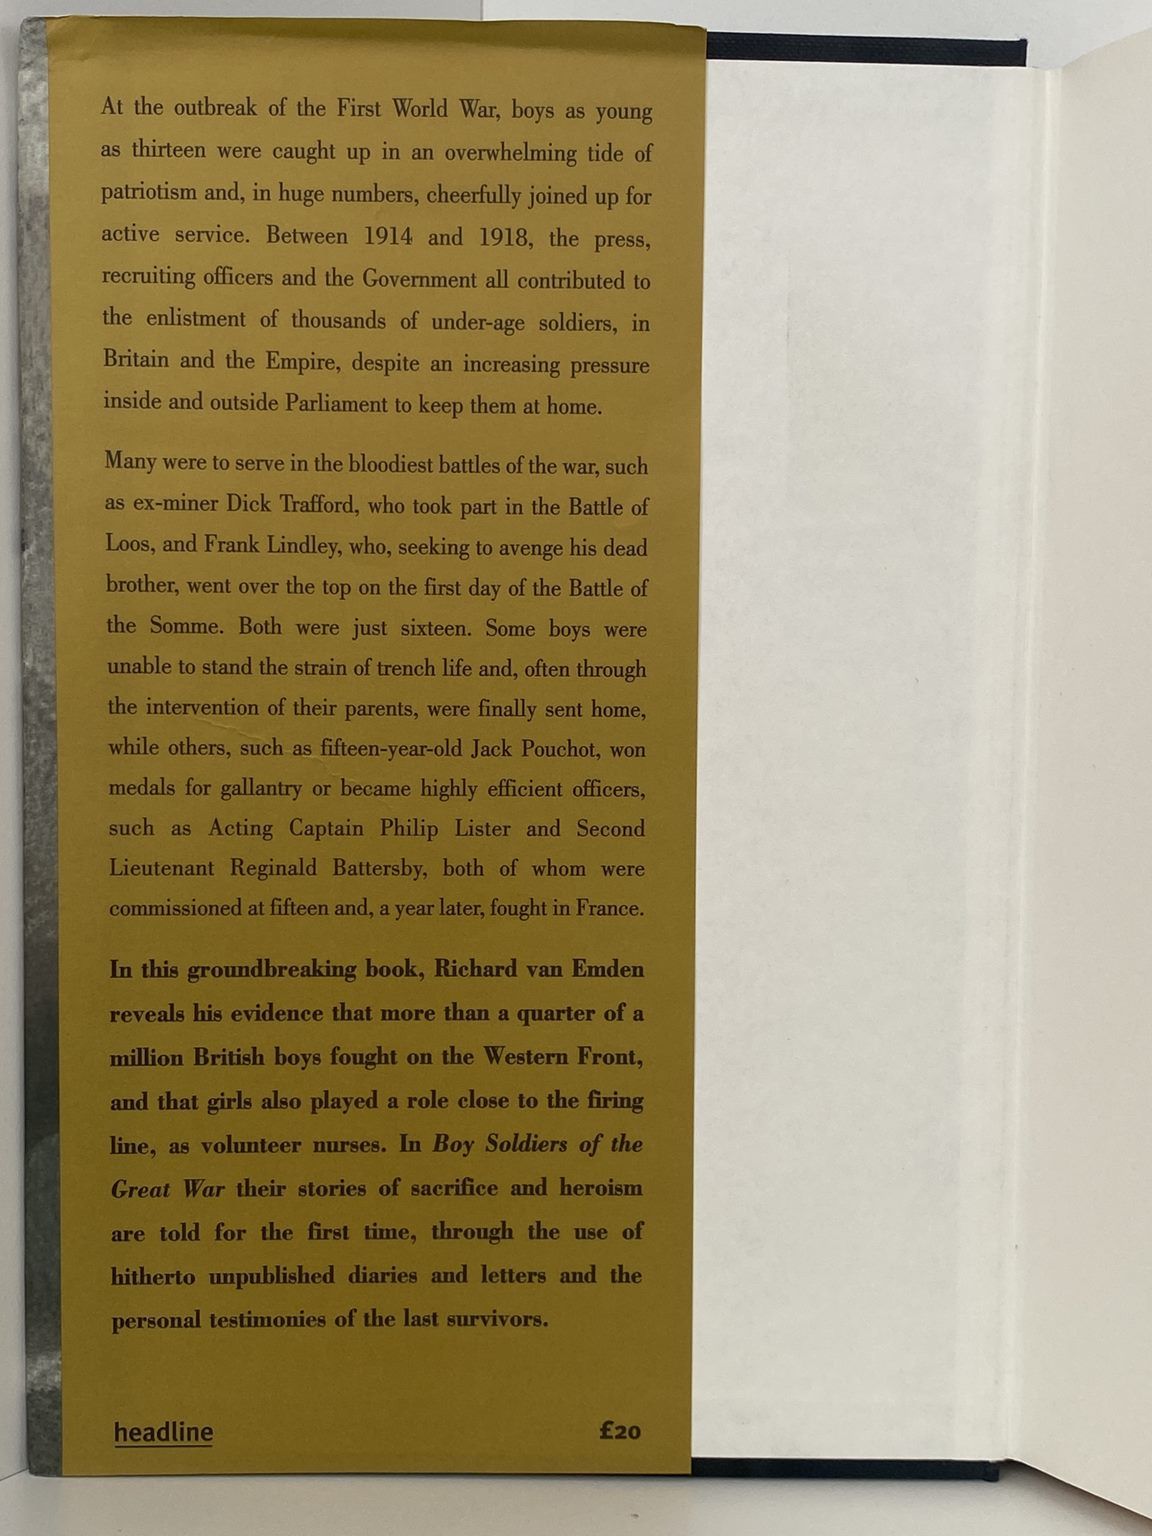 At the outbreak of the First World War, boys as young
as thirteen were caught up in an overwhelming tide of
patriotism and, in huge numbers, cheerfully joined up for
active service. Between 1914 and 1918, the press,
recruiting officers and the Government all contributed to
the enlistment of thousands of under-age soldiers, in
Britain and the Empire, despite an increasing pressure
inside and outside Parliament to keep them at home.
Many were to serve in the bloodiest battles of the war, such
as ex-miner Dick Trafford, who took part in the Battle of
Loos, and Frank Lindley, who, seeking to avenge his dead
brother, went over the top on the first day of the Battle of
the Somme. Both were just sixteen. Some boys were
unable to stand the strain of trench life and, often through
the intervention of their parents, were finally sent home,
while others, such as fifteen-year-old Jack Pouchot, won
medals for gallantry or became highly efficient officers,
such as Acting Captain Philip Lister and Second
Lieutenant Reginald Battersby, both of whom were
commissioned at fifteen and, a year later, fought in France.
In this groundbreaking book, Richard van Emden
reveals his evidence that more than a quarter of a
million British boys fought on the Western Front,
and that girls also played a role close to the firing
line, as volunteer nurses. In Boy Soldiers of the
Great War their stories of sacrifice and heroism
are told for the first time, through the use of
hitherto unpublished diaries and letters and the
personal testimonies of the last survivors.
headline £20